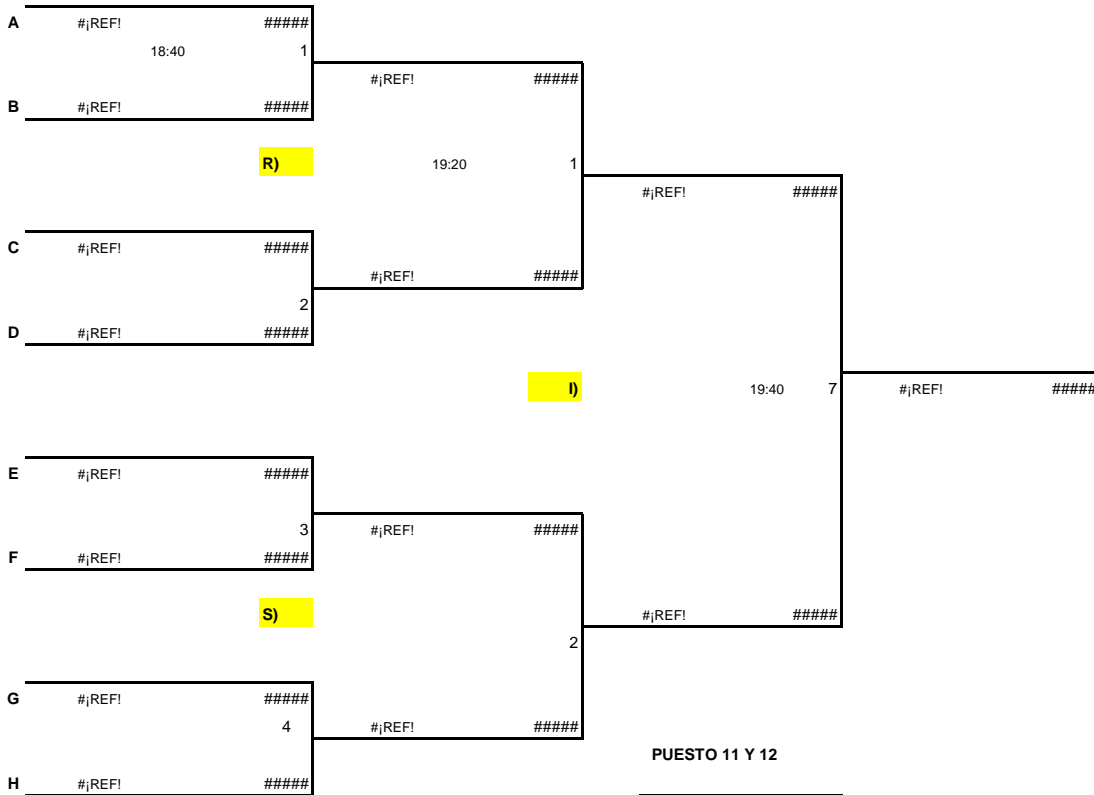 A #¡REF! #####
18:40 1
#¡REF! #####
B #¡REF! #####
R) 19:20 1
#¡REF! #####
C #¡REF! #####
#¡REF! #####
2
D #¡REF! #####
I) 19:40 7 #¡REF! #####
E #¡REF! #####
3 #¡REF! #####
F #¡REF! #####
S) #¡REF! #####
2
G #¡REF! #####
4 #¡REF! #####
PUESTO 11 Y 12
H #¡REF! #####